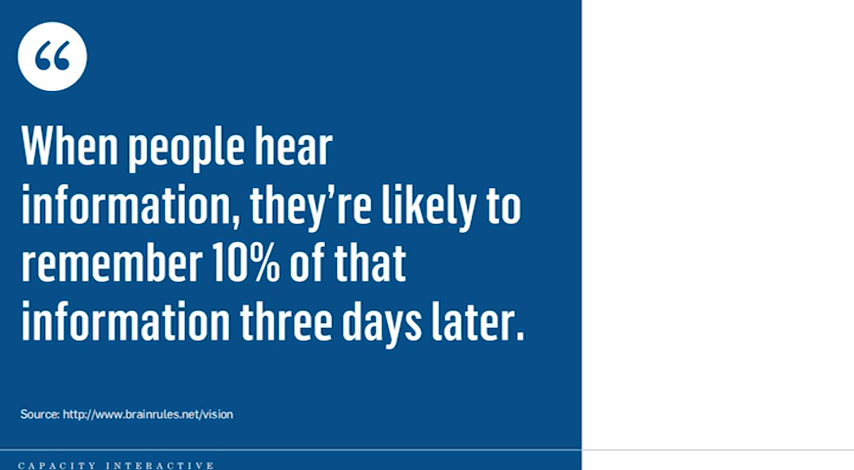 “
When people hear
information, they’re likely to
remember 10% of that
information three days later.
Source: http://www.brainrules.net/vision
CAPACITY INTERACTIVE